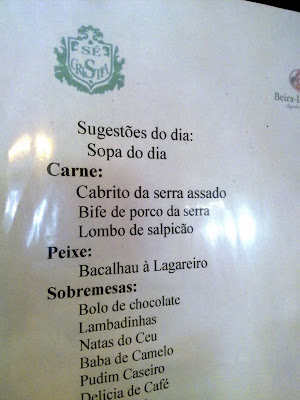 SÉ
CRISTA
Beira-L
Sugestões do dia:
Sopa do dia
Carne:
Cabrito da serra assado
Bife de porco da serra
Lombo de salpicão
Peixe:
Bacalhau à Lagareiro
Sobremesas:
Bolo de chocolate
Lambadinhas
Natas do Ceu
Baba de Camelo
Pudim Caseiro
Delicia de Café